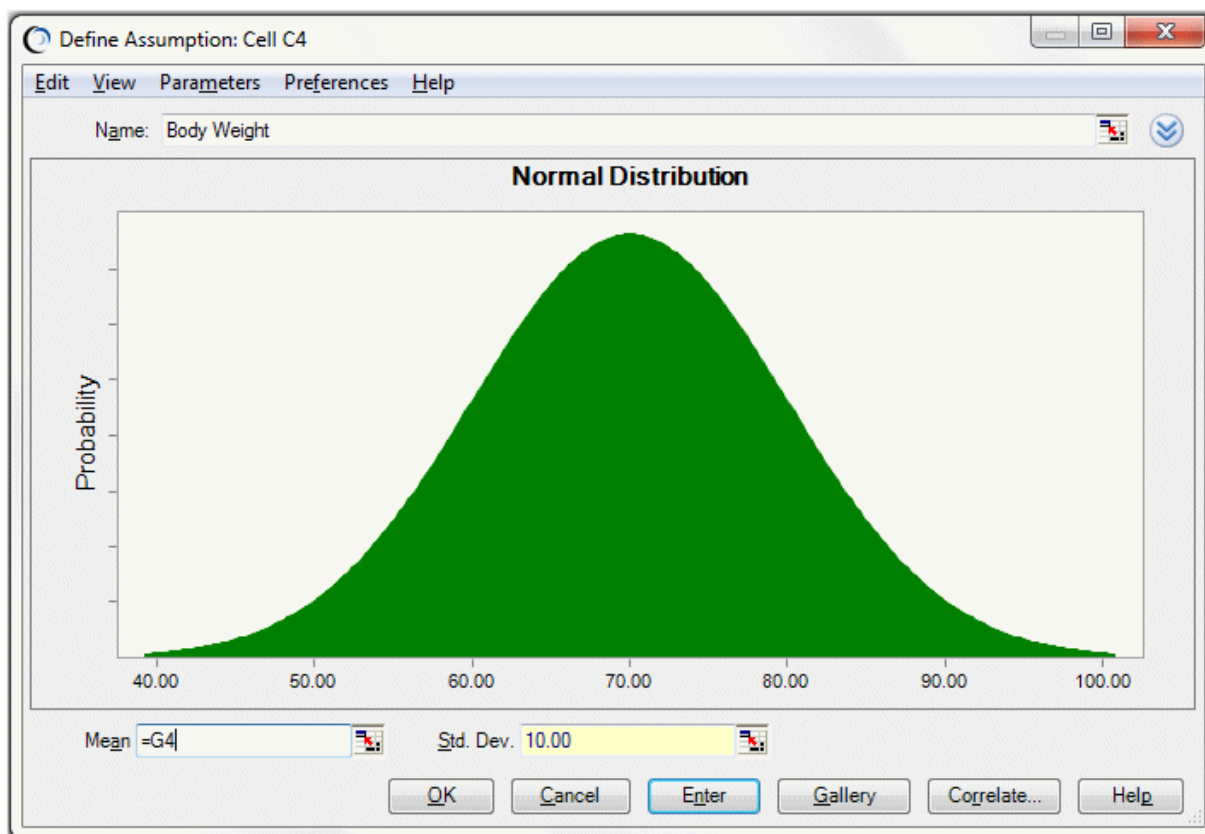 Define Assumption: Cell C4
Edit View Parameters Preferences Help
Name: Body Weight
Normal Distribution
Probability
40.00 50.00 60.00 70.00 80.00 90.00 100.00
Mean =G4 Std. Dev. 10.00
OK Cancel Enter Gallery Correlate... Help